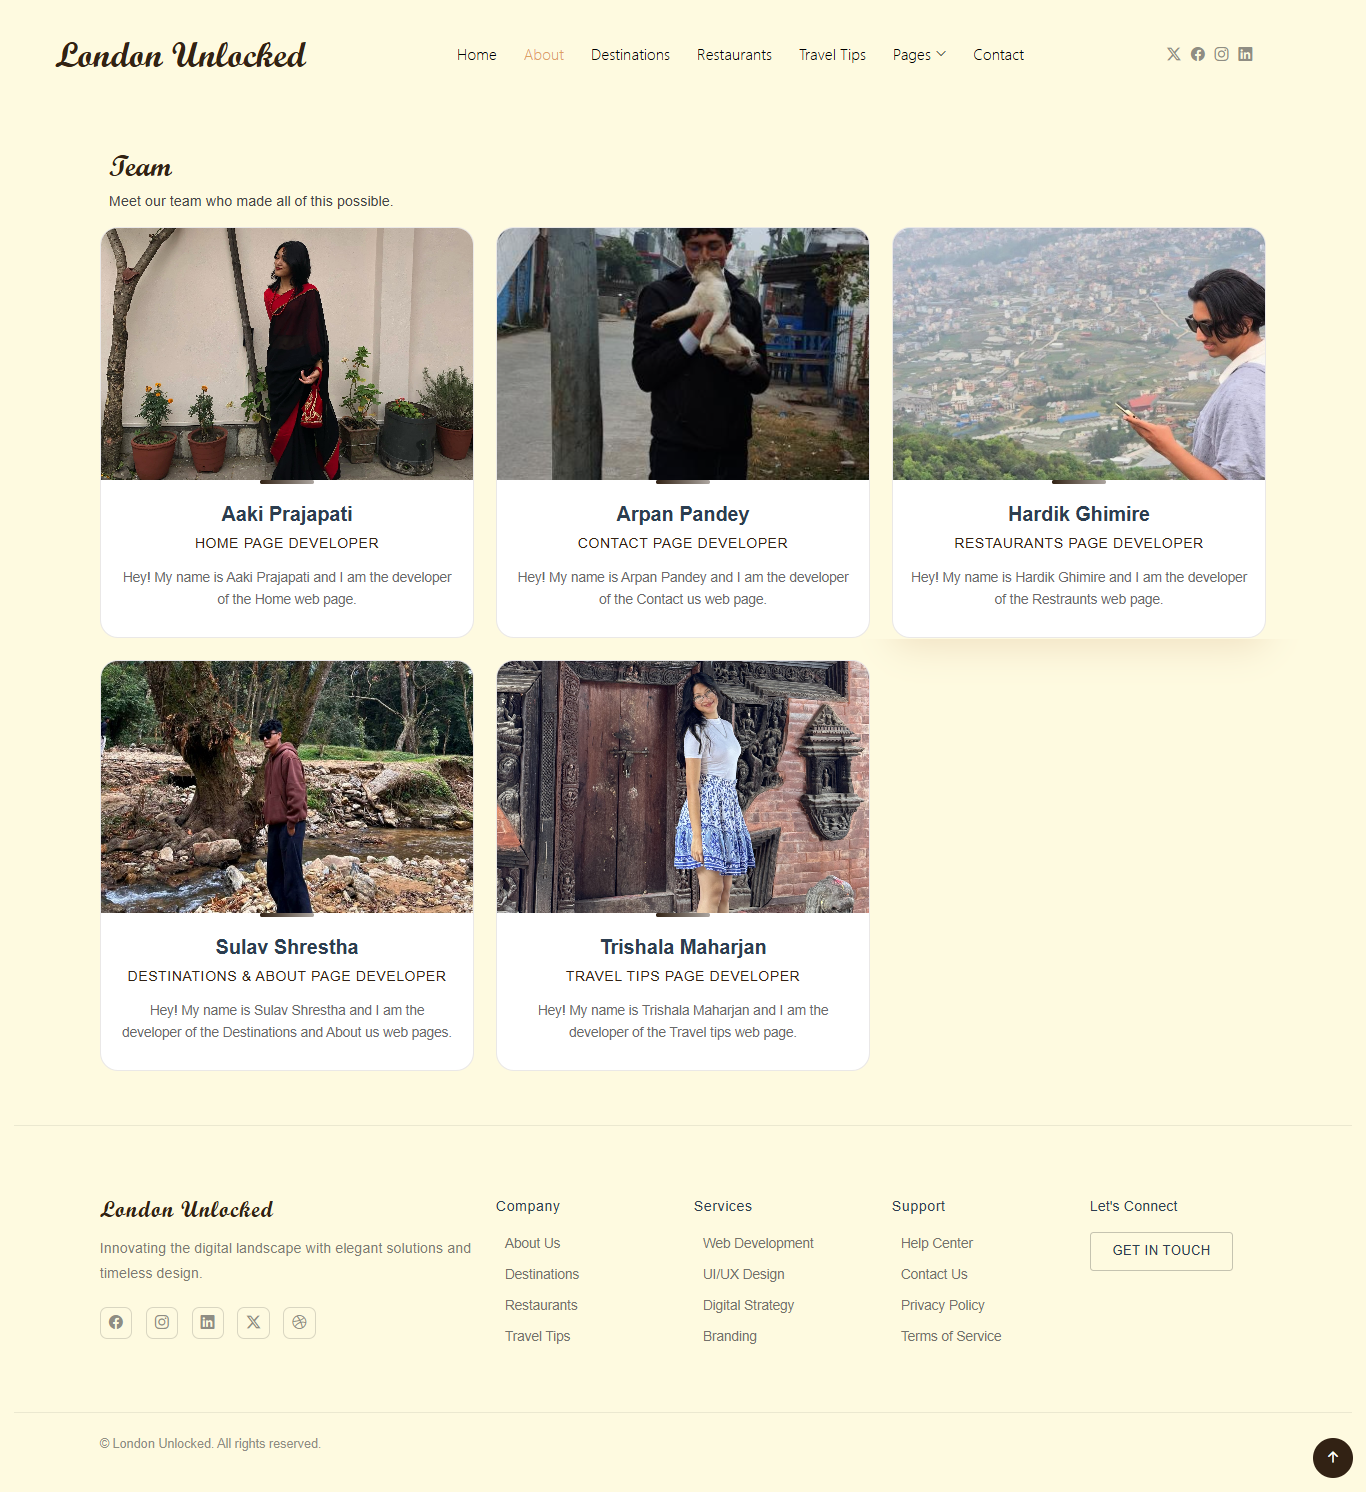 London Unlocked
Home About Destinations Restaurants Travel Tips Pages Contact
Team
Meet our team who made all of this possible.
Aaki Prajapati
HOME PAGE DEVELOPER
Hey! My name is Aaki Prajapati and I am the developer
of the Home web page.
Arpan Pandey
CONTACT PAGE DEVELOPER
Hey! My name is Arpan Pandey and I am the developer
of the Contact us web page.
Hardik Ghimire
RESTAURANTS PAGE DEVELOPER
Hey! My name is Hardik Ghimire and I am the developer
of the Restraunts web page.
Sulav Shrestha
DESTINATIONS & ABOUT PAGE DEVELOPER
Hey! My name is Sulav Shrestha and I am the
developer of the Destinations and About us web pages.
Trishala Maharjan
TRAVEL TIPS PAGE DEVELOPER
Hey! My name is Trishala Maharjan and I am the
developer of the Travel tips web page.
London Unlocked
Innovating the digital landscape with elegant solutions and
timeless design.
Company
About Us
Destinations
Restaurants
Travel Tips
Services
Web Development
UI/UX Design
Digital Strategy
Branding
Support
Help Center
Contact Us
Privacy Policy
Terms of Service
Let's Connect
GET IN TOUCH
© London Unlocked. All rights reserved.